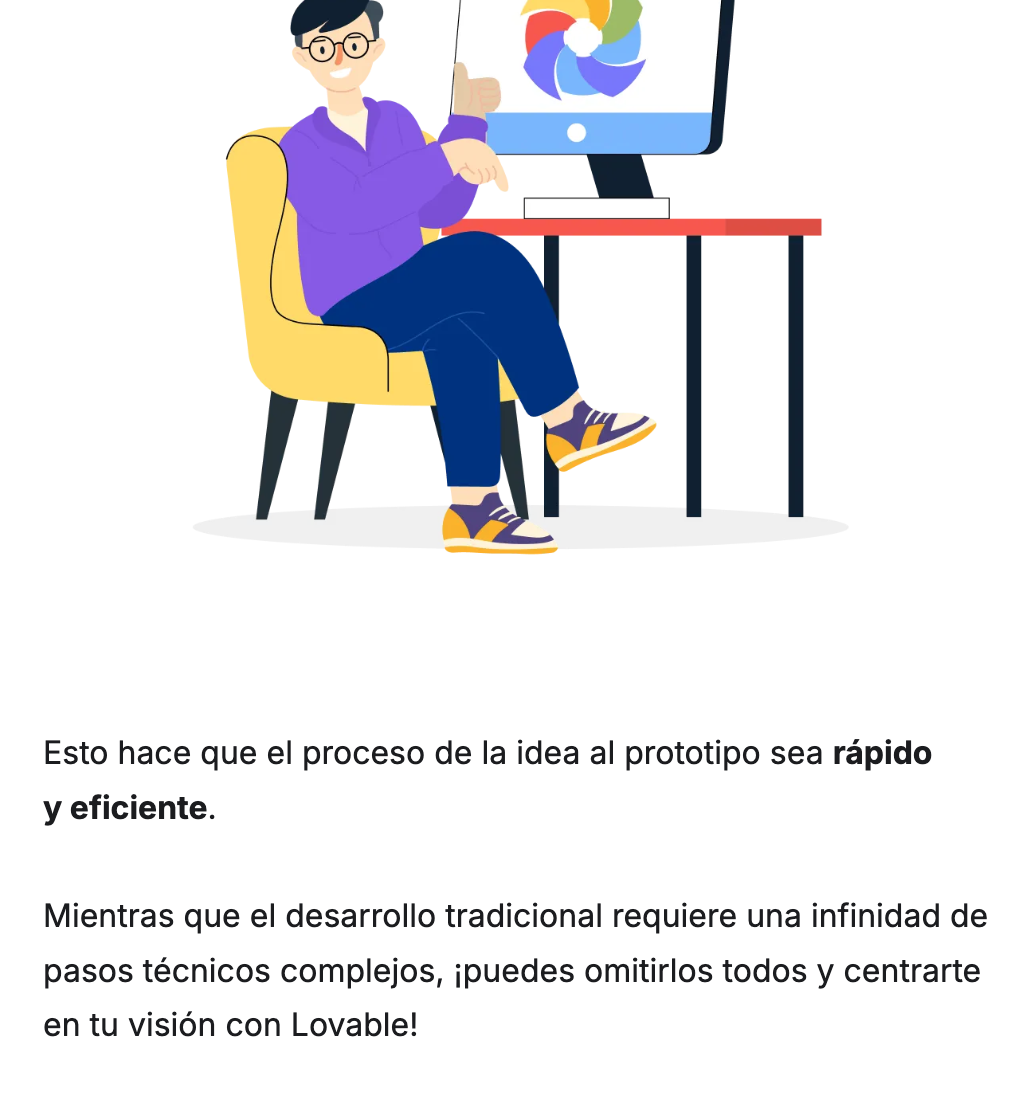 Esto hace que el proceso de la idea al prototipo sea rápido
y eficiente.
Mientras que el desarrollo tradicional requiere una infinidad de
pasos técnicos complejos, ¡puedes omitirlos todos y centrarte
en tu visión con Lovable!